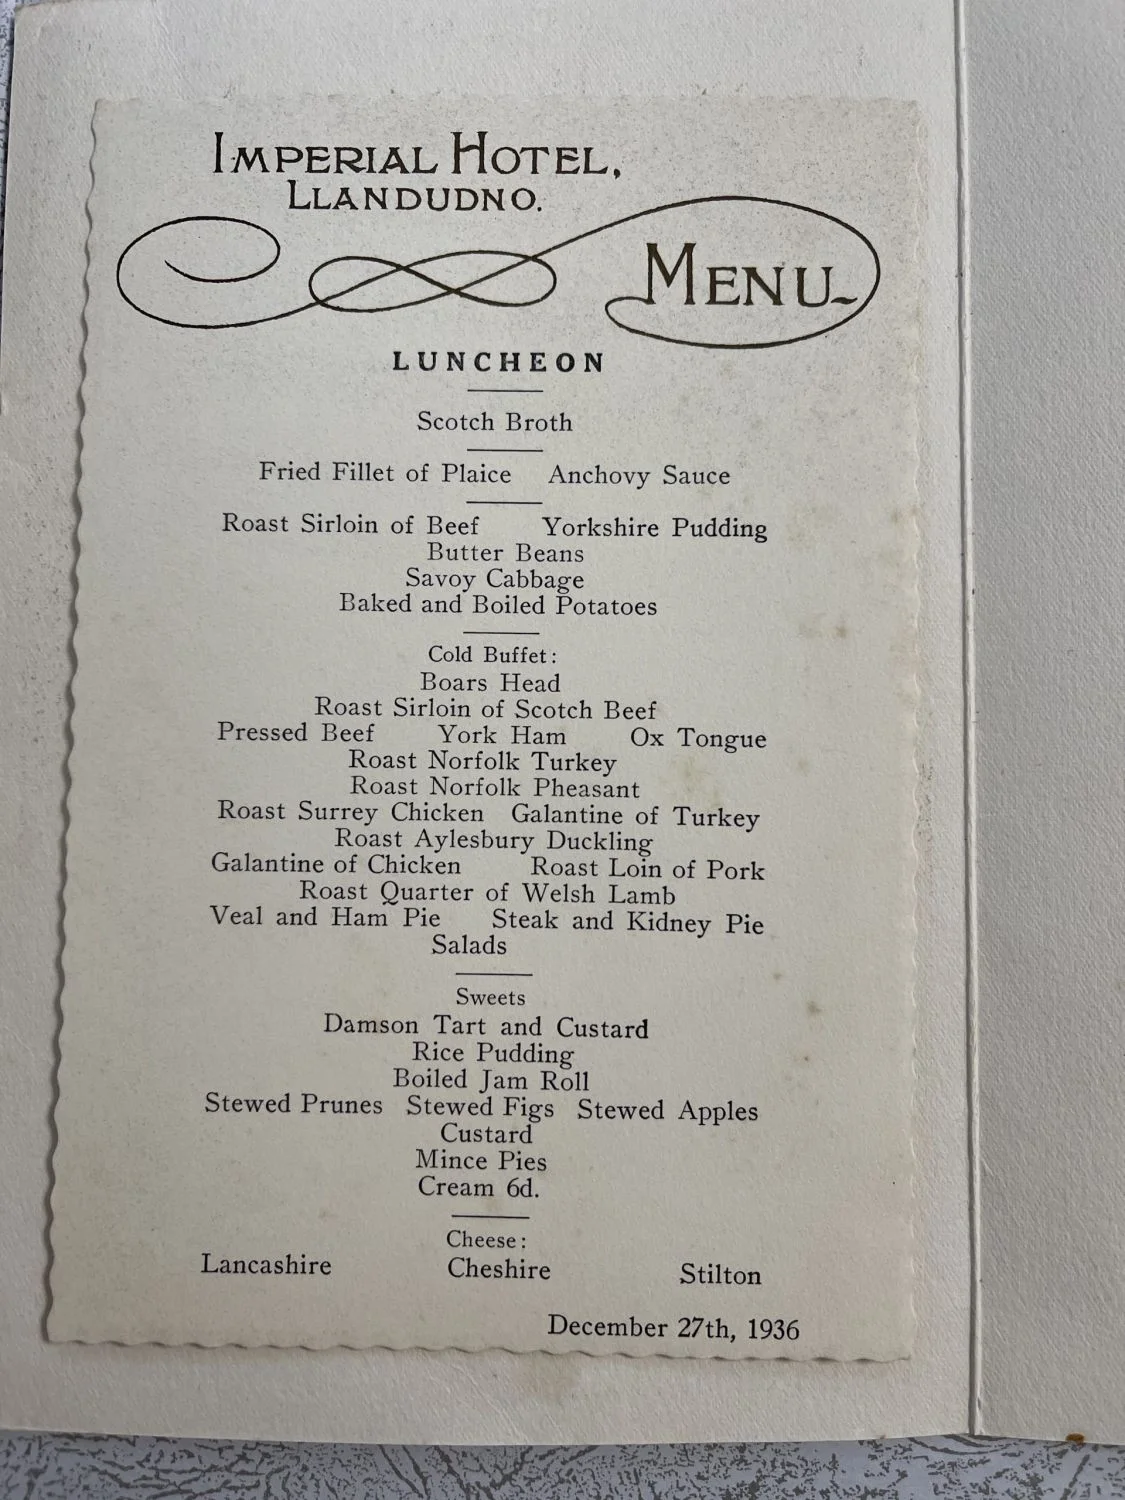 IMPERIAL HOTEL,
LLANDUDNO.
MENU
LUNCHEON
Scotch Broth
Fried Fillet of Plaice Anchovy Sauce
Roast Sirloin of Beef Yorkshire Pudding
Butter Beans
Savoy Cabbage
Baked and Boiled Potatoes
Cold Buffet:
Boars Head
Roast Sirloin of Scotch Beef
Pressed Beef York Ham Ox Tongue
Roast Norfolk Turkey
Roast Norfolk Pheasant
Roast Surrey Chicken Galantine of Turkey
Roast Aylesbury Duckling
Galantine of Chicken Roast Loin of Pork
Roast Quarter of Welsh Lamb
Veal and Ham Pie Steak and Kidney Pie
Salads
Sweets
Damson Tart and Custard
Rice Pudding
Boiled Jam Roll
Stewed Prunes Stewed Figs Stewed Apples
Custard
Mince Pies
Cream 6d.
Cheese:
Lancashire Cheshire Stilton
December 27th, 1936